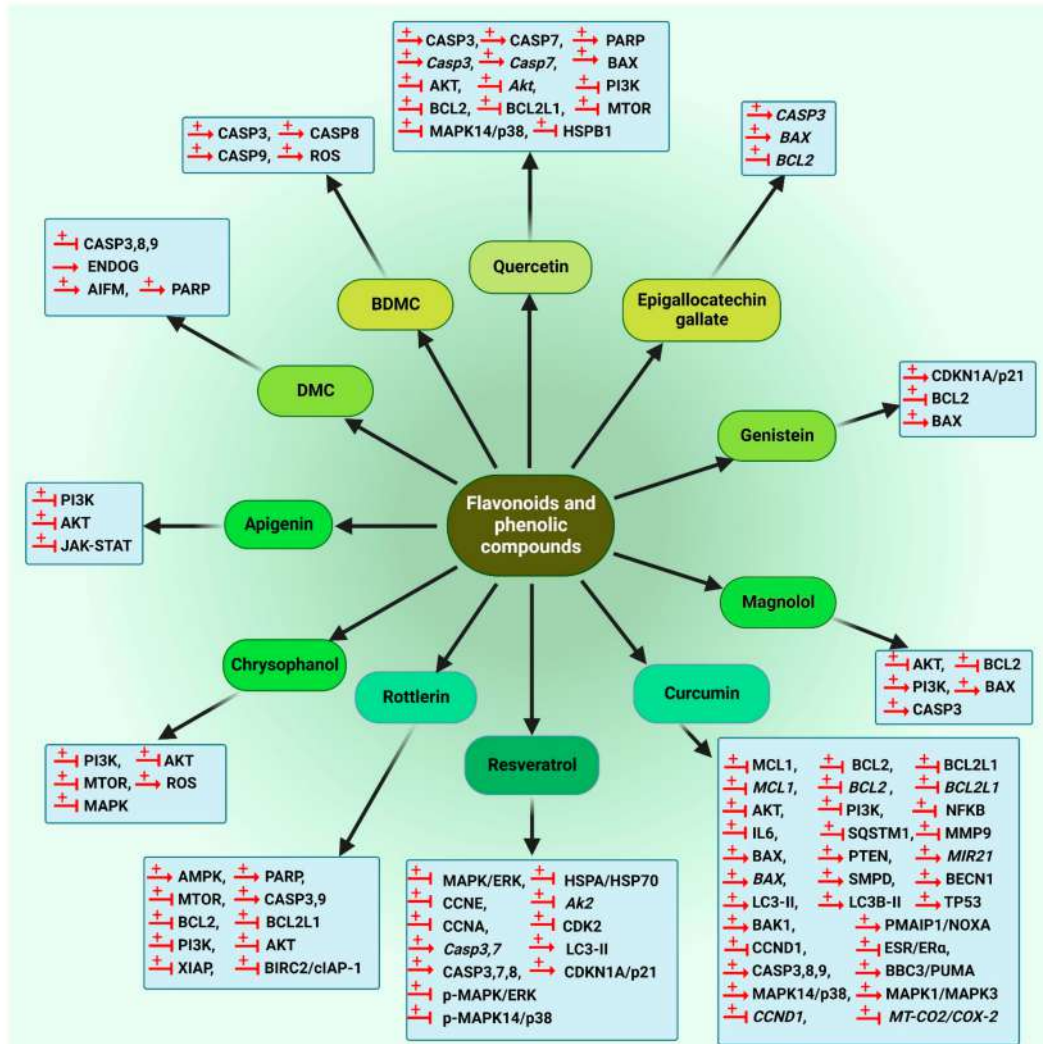 CASP3, CASP7, PARP
Casp3, Casp7, BAX
AKT, Akt, PI3K
BCL2, BCL2L1, MTOR
MAPK14/p38, HSPB1
CASP3, CASP8
CASP9, ROS
CASP3
BAX
BCL2
CASP3,8,9
ENDOG
AIFM, PARP
Quercetin
BDMC
Epigallocatechin
gallate
DMC
CDKN1A/p21
BCL2
BAX
Genistein
Flavonoids and
phenolic
compounds
PI3K
AKT
JAK-STAT
Apigenin
Magnolol
AKT, BCL2
PI3K, BAX
CASP3
Chrysophanol
Rottlerin
Curcumin
Resveratrol
PI3K, AKT
MTOR, ROS
MAPK
AMPK, PARP,
MTOR, CASP3,9
BCL2, BCL2L1
PI3K, AKT
XIAP, BIRC2/cIAP-1
MAPK/ERK, HSPA/HSP70
CCNE, Ak2
CCNA, CDK2
Casp3,7 LC3-II
CASP3,7,8, CDKN1A/p21
p-MAPK/ERK
p-MAPK14/p38
MCL1, BCL2, BCL2L1
MCL1, BCL2 , BCL2L1
AKT, PI3K, NFKB
IL6, SQSTM1, MMP9
BAX, PTEN, MIR21
BAX, SMPD, BECN1
LC3-II, LC3B-II TP53
BAK1, PMAIP1/NOXA
CCND1, ESR/ERα,
CASP3,8,9, BBC3/PUMA
MAPK14/p38, MAPK1/MAPK3
CCND1, MT-CO2/COX-2